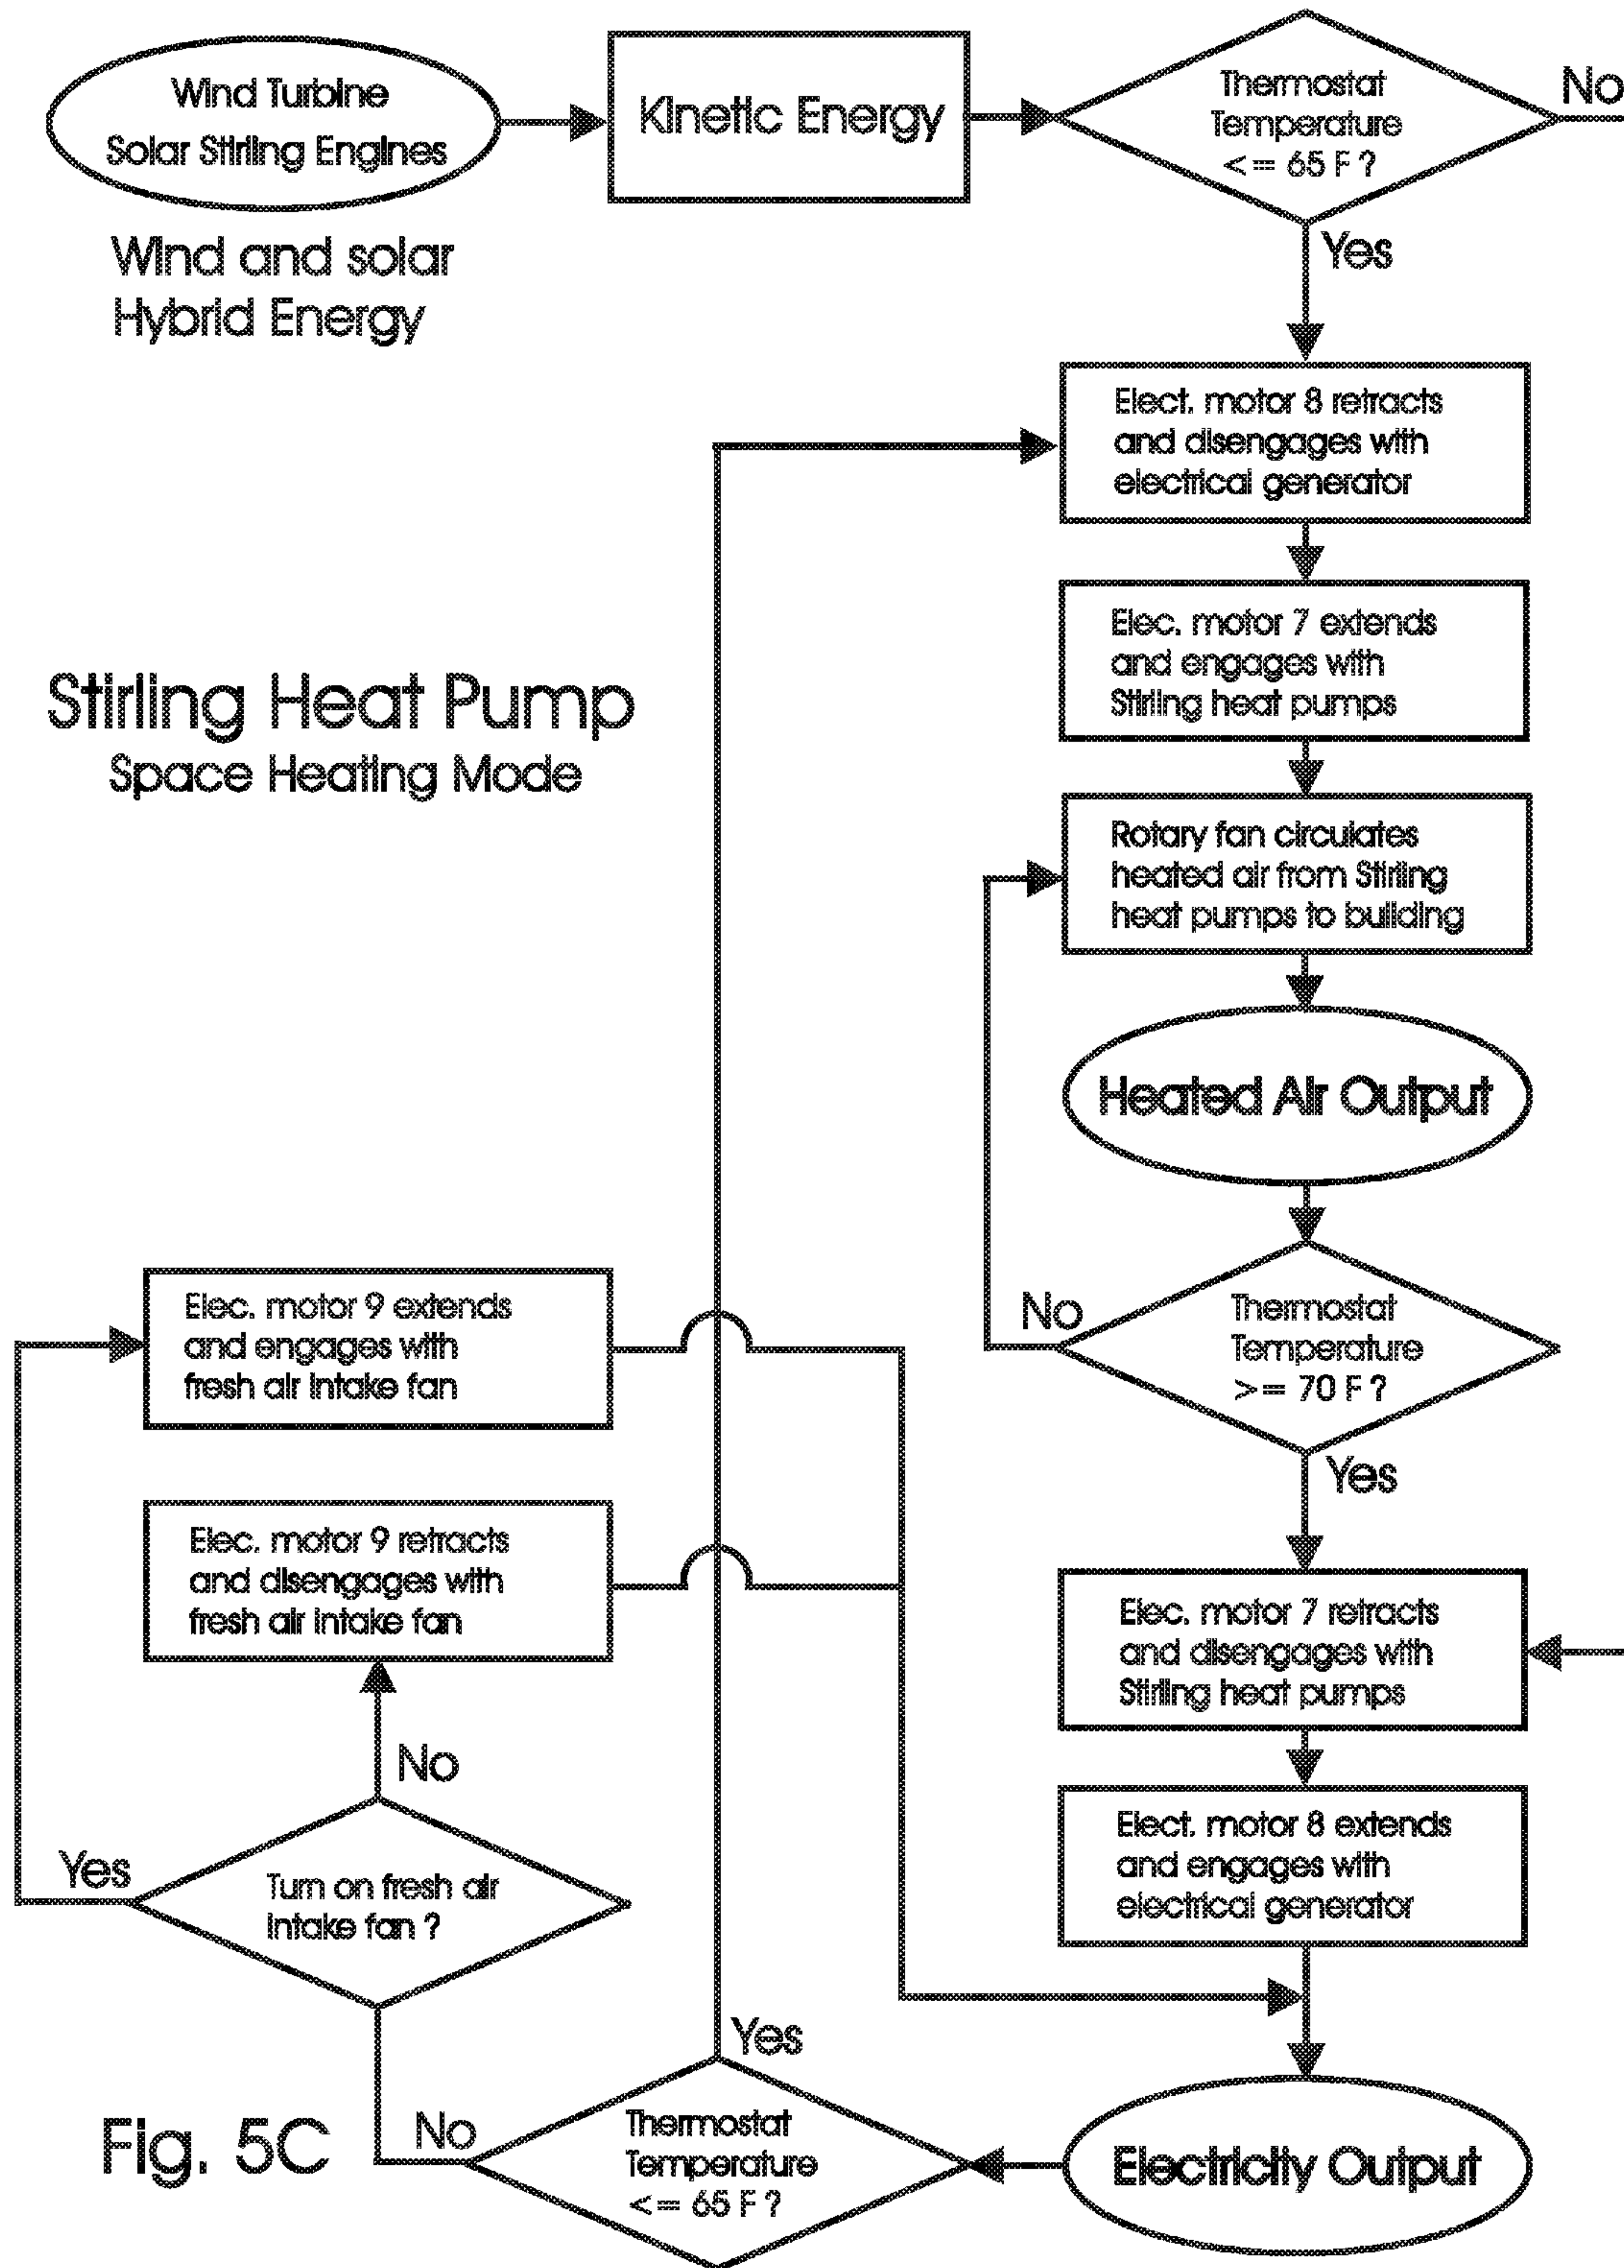 Wind Turbine
Solar Stirling Engines
Kinetic Energy
Thermostat
Temperature
<= 65 F ?
No
Yes
Wind and solar
Hybrid Energy
Elect. motor 8 retracts
and disengages with
electrical generator
Elec. motor 7 extends
and engages with
Stirling heat pumps
Stirling Heat Pump
Space Heating Mode
Rotary fan circulates
heated air from Stirling
heat pumps to building
Heated Air Output
Thermostat
Temperature
>= 70 F ?
No
Yes
Elec. motor 9 extends
and engages with
fresh air intake fan
Elec. motor 9 retracts
and disengages with
fresh air intake fan
Elec. motor 7 retracts
and disengages with
Stirling heat pumps
No
Yes
Turn on fresh air
intake fan ?
Elect. motor 8 extends
and engages with
electrical generator
Yes
No
Thermostat
Temperature
<= 65 F ?
Electricity Output
Fig. 5C